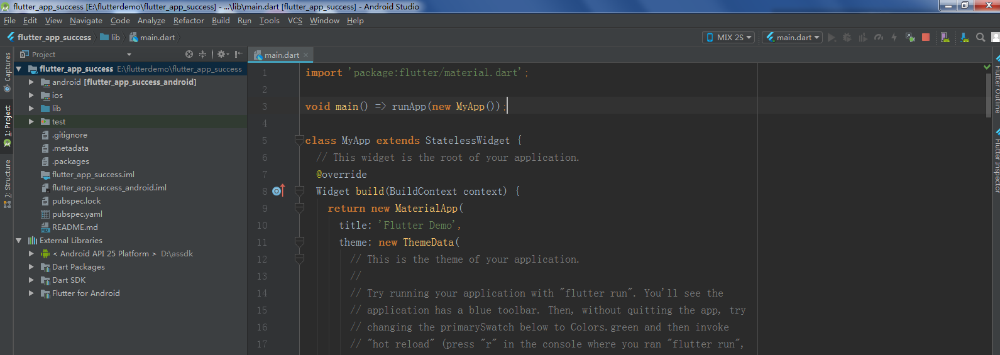 flutter_app_success [E:\flutterdemo\flutter_app_success] - ...\lib\main.dart [flutter_app_success] - Android Studio
File Edit View Navigate Code Analyze Refactor Build Run Tools VCS Window Help
flutter_app_success lib main.dart MIX 2S main.dart
Captures
1: Project
7: Structure
Project
flutter_app_success E:\flutterdemo\flutter_app_success
android [flutter_app_success_android]
ios
lib
test
.gitignore
.metadata
.packages
flutter_app_success.iml
flutter_app_success_android.iml
pubspec.lock
pubspec.yaml
README.md
External Libraries
< Android API 25 Platform > D:\assdk
Dart Packages
Dart SDK
Flutter for Android
main.dart
1 import 'package:flutter/material.dart';
2
3 void main() => runApp(new MyApp());
4
5 class MyApp extends StatelessWidget {
6 // This widget is the root of your application.
7 @override
8 Widget build(BuildContext context) {
9 return new MaterialApp(
10 title: 'Flutter Demo',
11 theme: new ThemeData(
12 // This is the theme of your application.
13 //
14 // Try running your application with "flutter run". You'll see the
15 // application has a blue toolbar. Then, without quitting the app, try
16 // changing the primarySwatch below to Colors.green and then invoke
17 // "hot reload" (press "r" in the console where you ran "flutter run",
Flutter Outline
Flutter Inspector